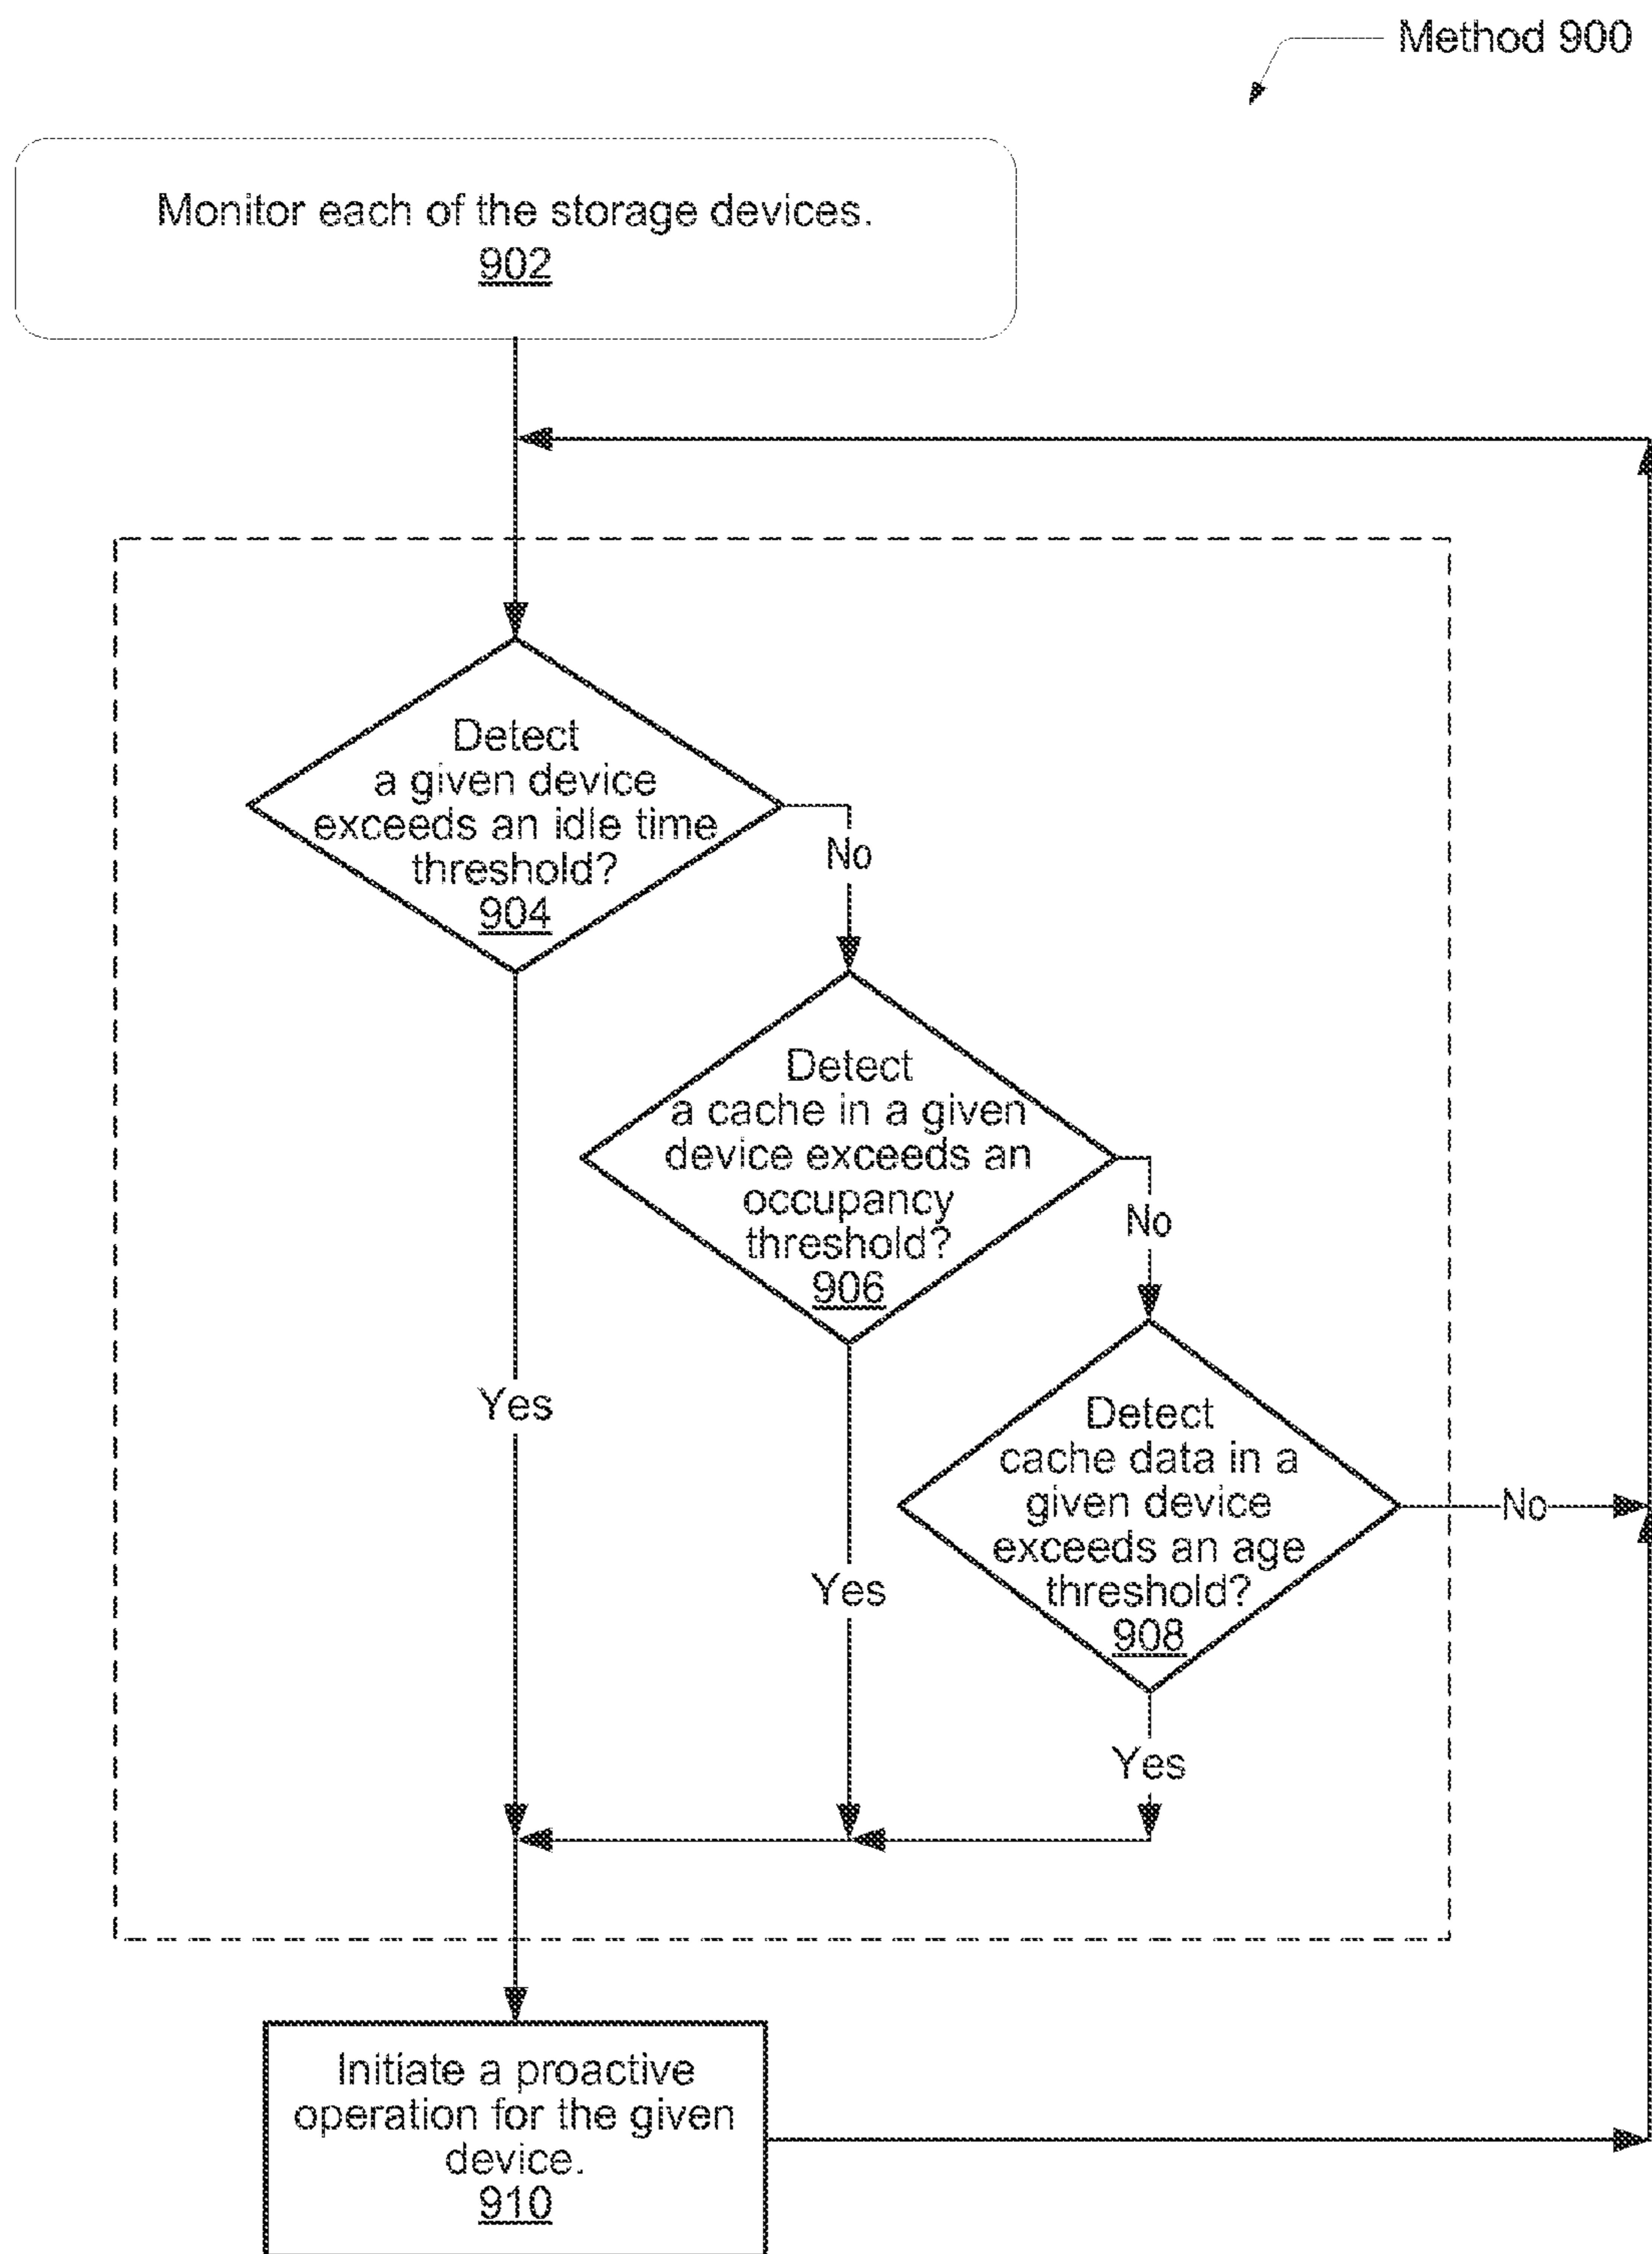 Method 900
Monitor each of the storage devices.
902
Detect
a given device
exceeds an idle time
threshold?
904
No
Detect
a cache in a given
device exceeds an
occupancy
threshold?
906
No
Yes
Detect
cache data in a
given device
exceeds an age
threshold?
908
No
Yes
Yes
Initiate a proactive
operation for the given
device.
910